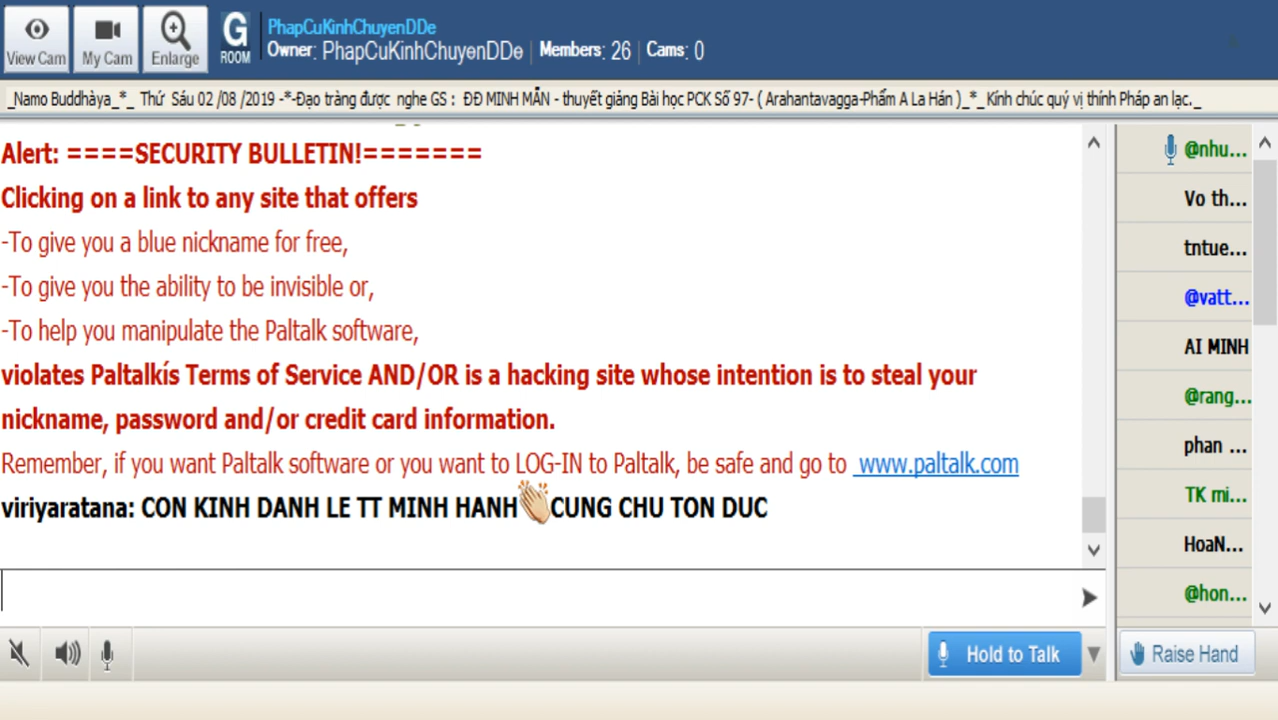 PhapCuKinhChuyenDDe
Owner: PhapCuKinhChuyenDDe | Members: 26 | Cams: 0
View Cam
My Cam
Enlarge
G
ROOM
_Namo Buddhàya_*_ Thứ Sáu 02 /08 /2019 -*-Đạo tràng được nghe GS : ĐĐ MINH MẪN - thuyết giảng Bài học PCK Số 97- ( Arahantavagga-Phẩm A La Hán )_*_Kính chúc quý vị thính Pháp an lạc._
Alert: ====SECURITY BULLETIN!=======
Clicking on a link to any site that offers
-To give you a blue nickname for free,
-To give you the ability to be invisible or,
-To help you manipulate the Paltalk software,
violates Paltalkís Terms of Service AND/OR is a hacking site whose intention is to steal your
nickname, password and/or credit card information.
Remember, if you want Paltalk software or you want to LOG-IN to Paltalk, be safe and go to www.paltalk.com
viriyaratana: CON KINH DANH LE TT MINH HANH CUNG CHU TON DUC
@nhu...
Vo th...
tntue...
@vatt...
AI MINH
@rang...
phan ...
TK mi...
HoaN...
@hon...
Hold to Talk
Raise Hand